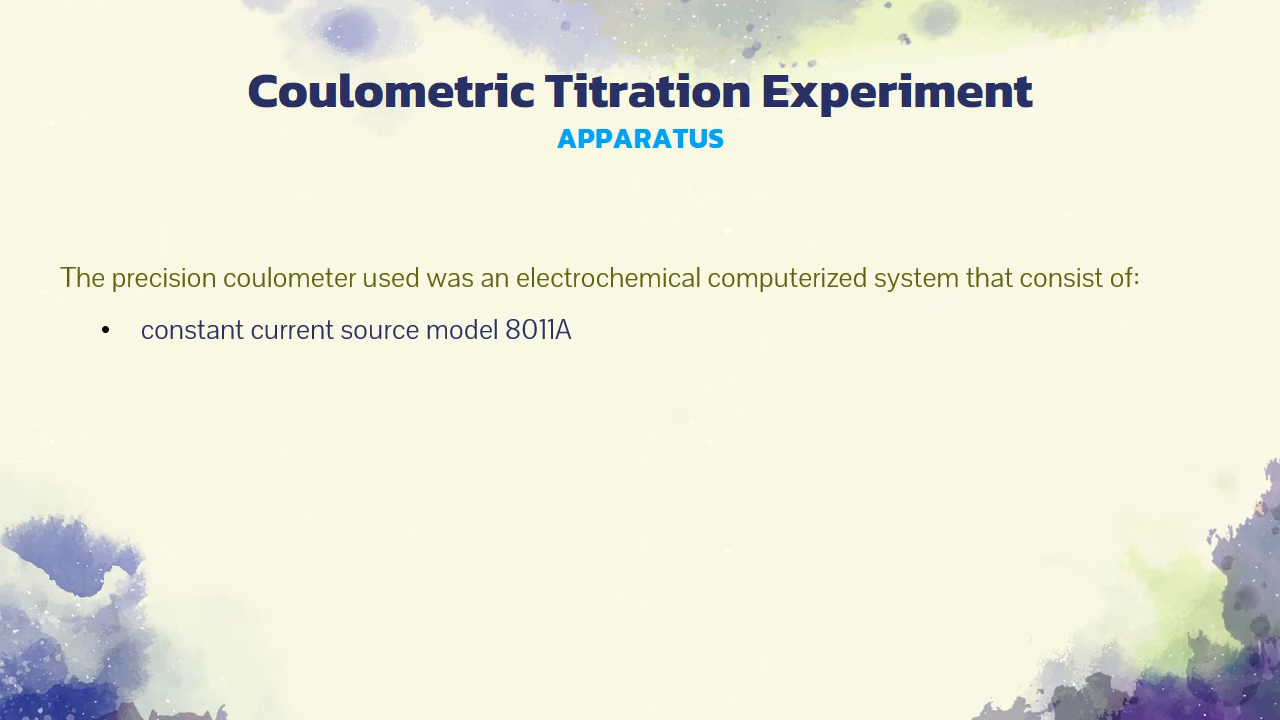 Coulometric Titration Experiment
APPARATUS
The precision coulometer used was an electrochemical computerized system that consist of:
• constant current source model 8011A